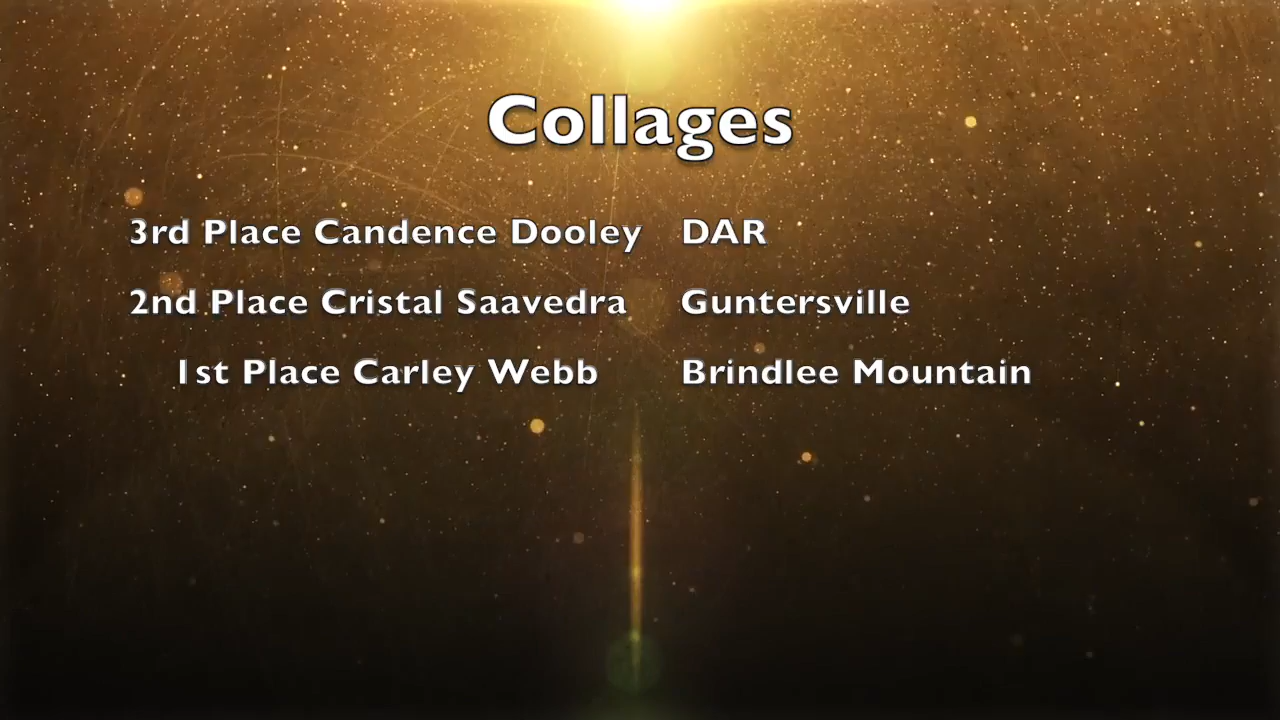 Collages
3rd Place Candence Dooley DAR
2nd Place Cristal Saavedra Guntersville
1st Place Carley Webb Brindlee Mountain